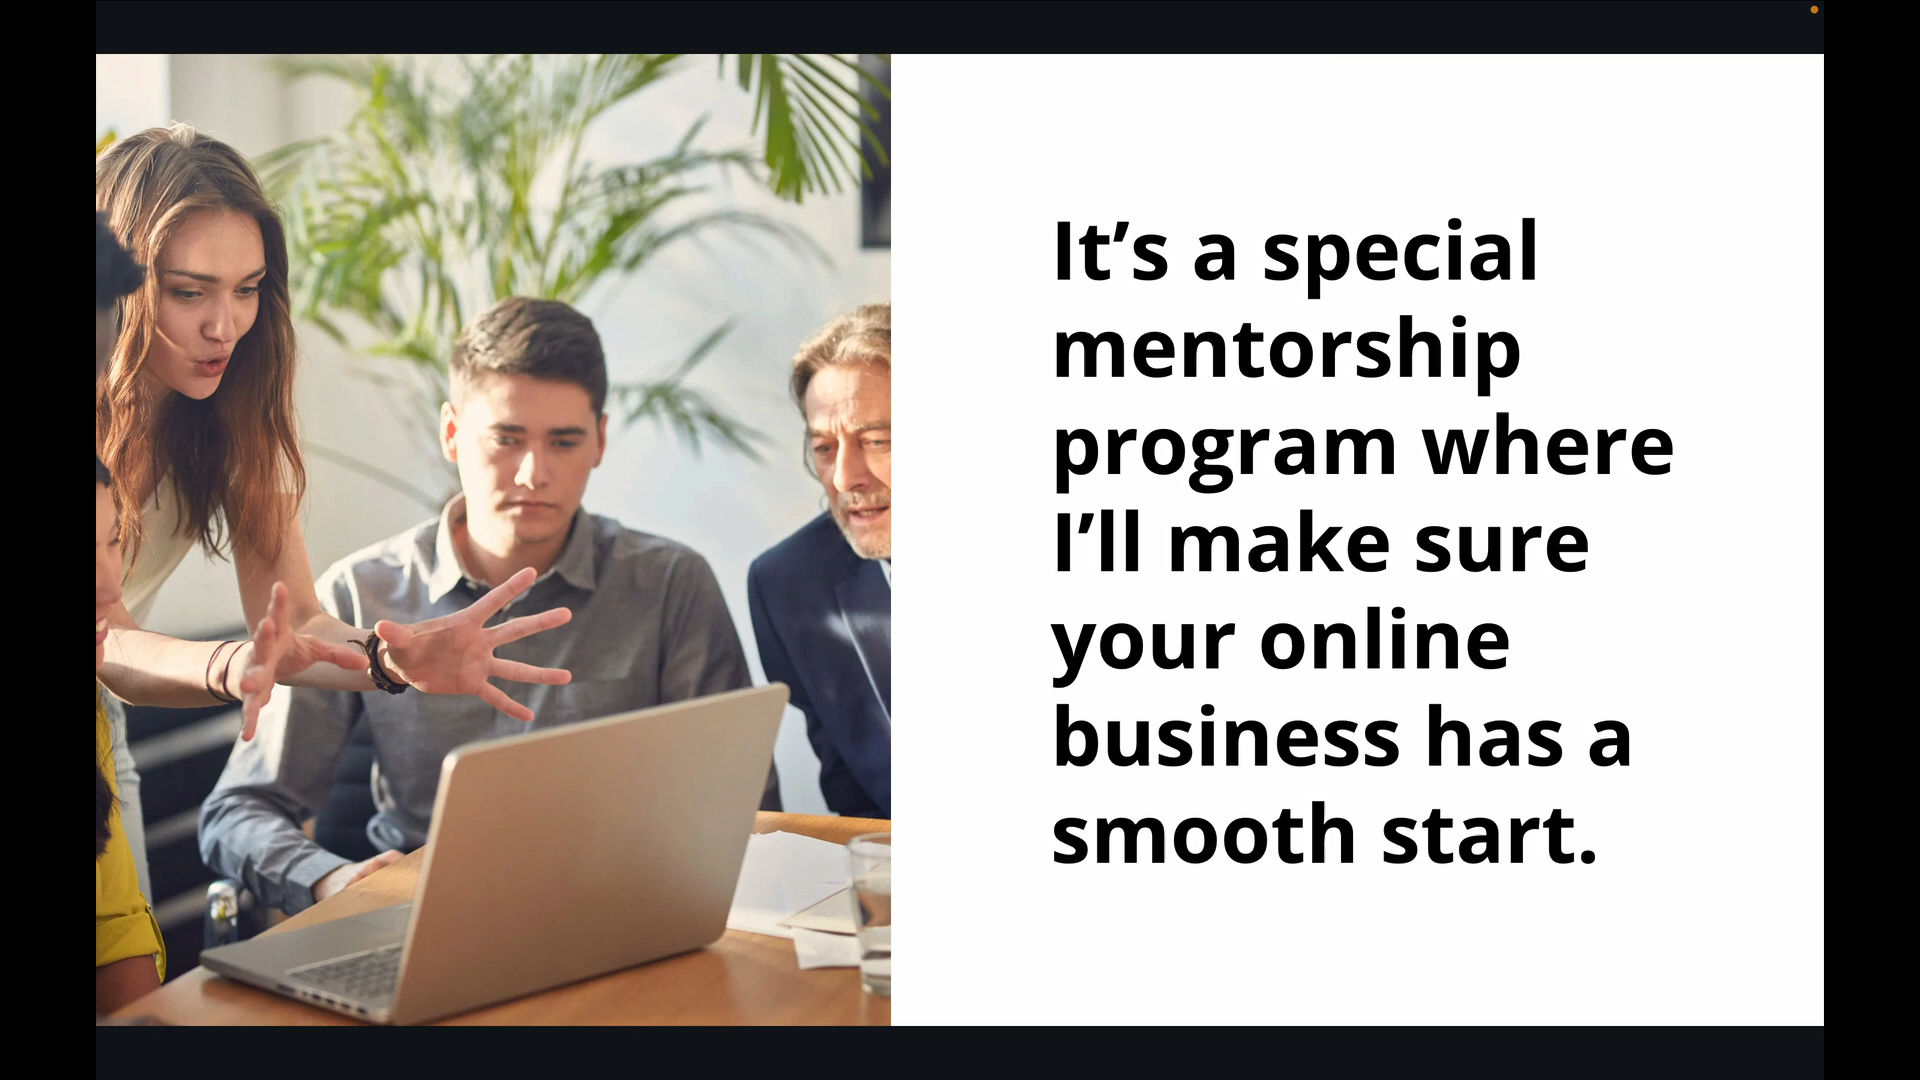 It’s a special
mentorship
program where
I’ll make sure
your online
business has a
smooth start.